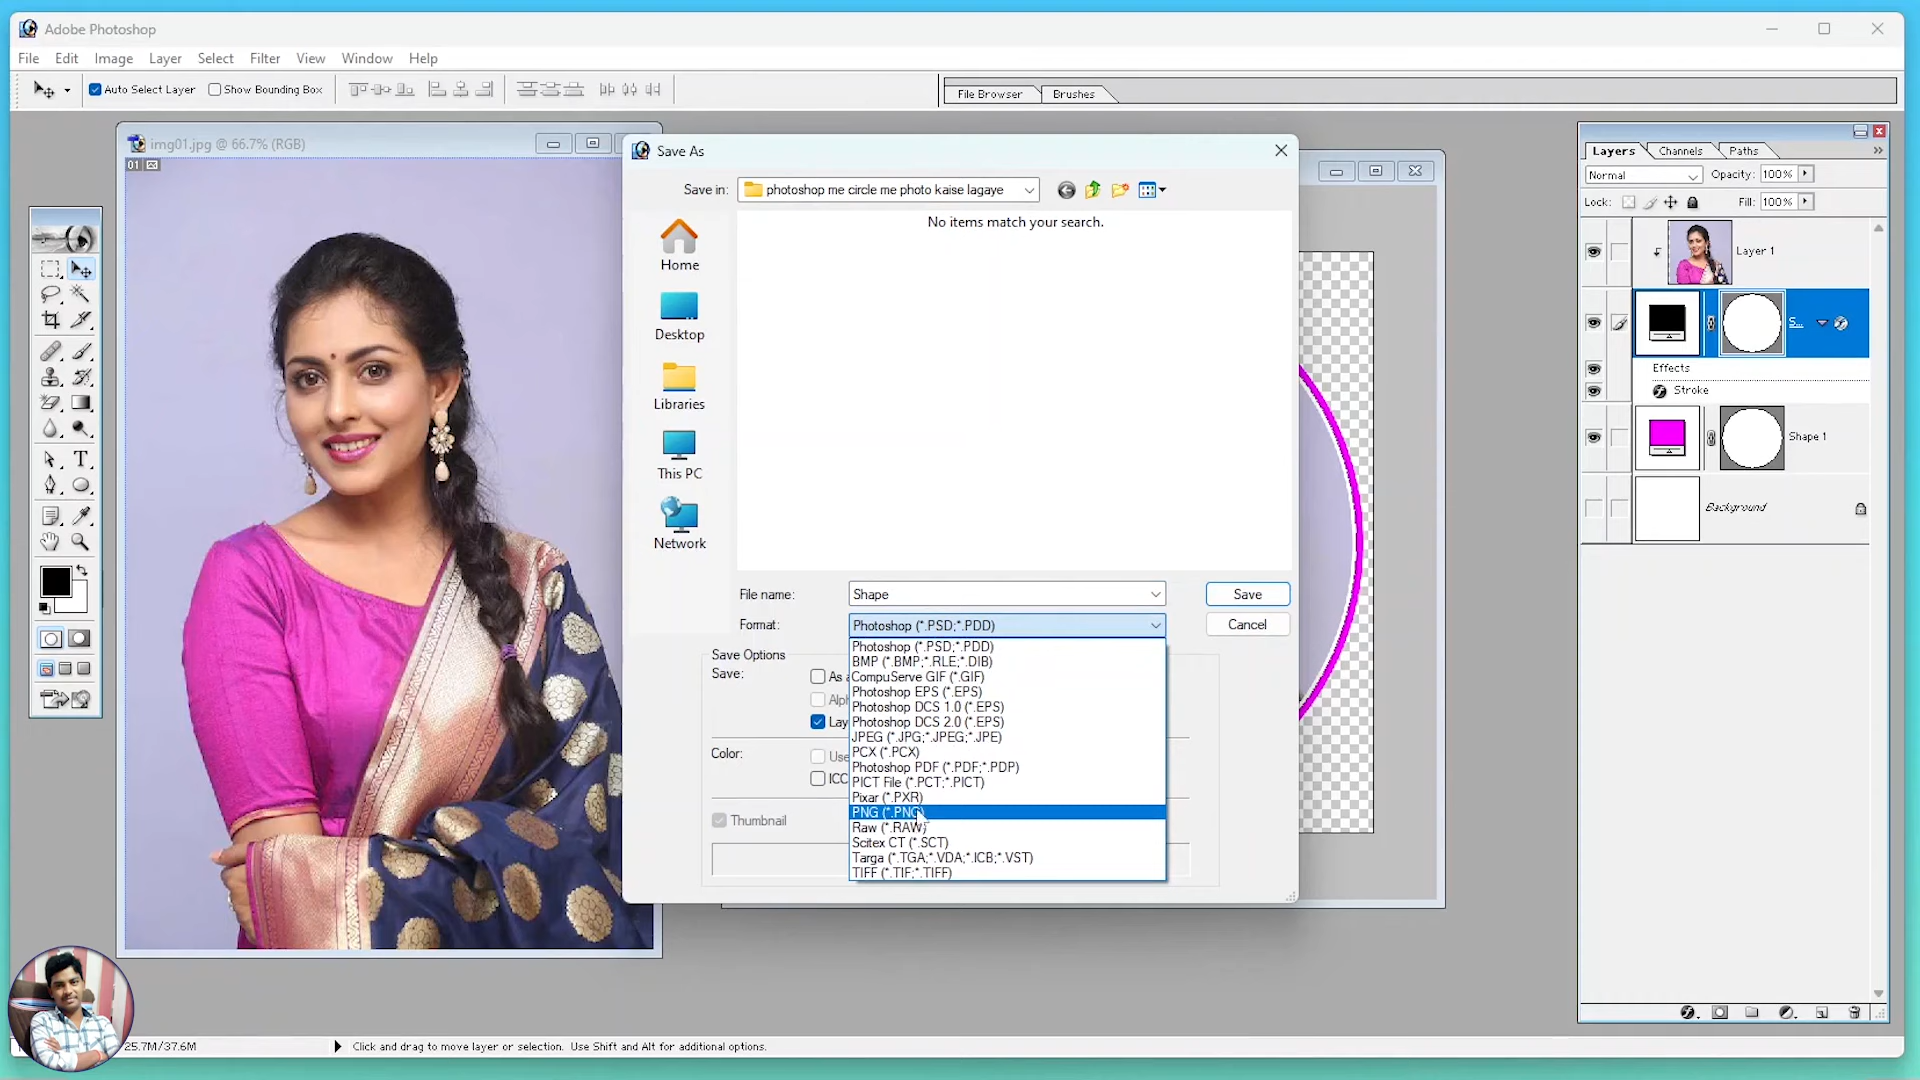 Adobe Photoshop
File Edit Image Layer Select Filter View Window Help
Auto Select Layer Show Bounding Box
File Browser Brushes
img01.jpg @ 66.7% (RGB)
01
Save As
Save in: photoshop me circle me photo kaise lagaye
No items match your search.
Home
Desktop
Libraries
This PC
Network
File name: Shape Save
Format: Photoshop (*.PSD;*.PDD) Cancel
Photoshop (*.PSD;*.PDD)
BMP (*.BMP;*.RLE;*.DIB)
CompuServe GIF (*.GIF)
Photoshop EPS (*.EPS)
Photoshop DCS 1.0 (*.EPS)
Photoshop DCS 2.0 (*.EPS)
JPEG (*.JPG;*.JPEG;*.JPE)
PCX (*.PCX)
Photoshop PDF (*.PDF;*.PDP)
PICT File (*.PCT;*.PICT)
Pixar (*.PXR)
PNG (*.PNG)
Raw (*.RAW)
Scitex CT (*.SCT)
Targa (*.TGA;*.VDA;*.ICB;*.VST)
TIFF (*.TIF;*.TIFF)
Save Options
Save: As
Alph
Lay
Color: Use
ICC
Thumbnail
Layers Channels Paths
Normal Opacity: 100%
Lock: Fill: 100%
Layer 1
S...
Effects
Stroke
Shape 1
Background
25.7M/37.6M Click and drag to move layer or selection. Use Shift and Alt for additional options.